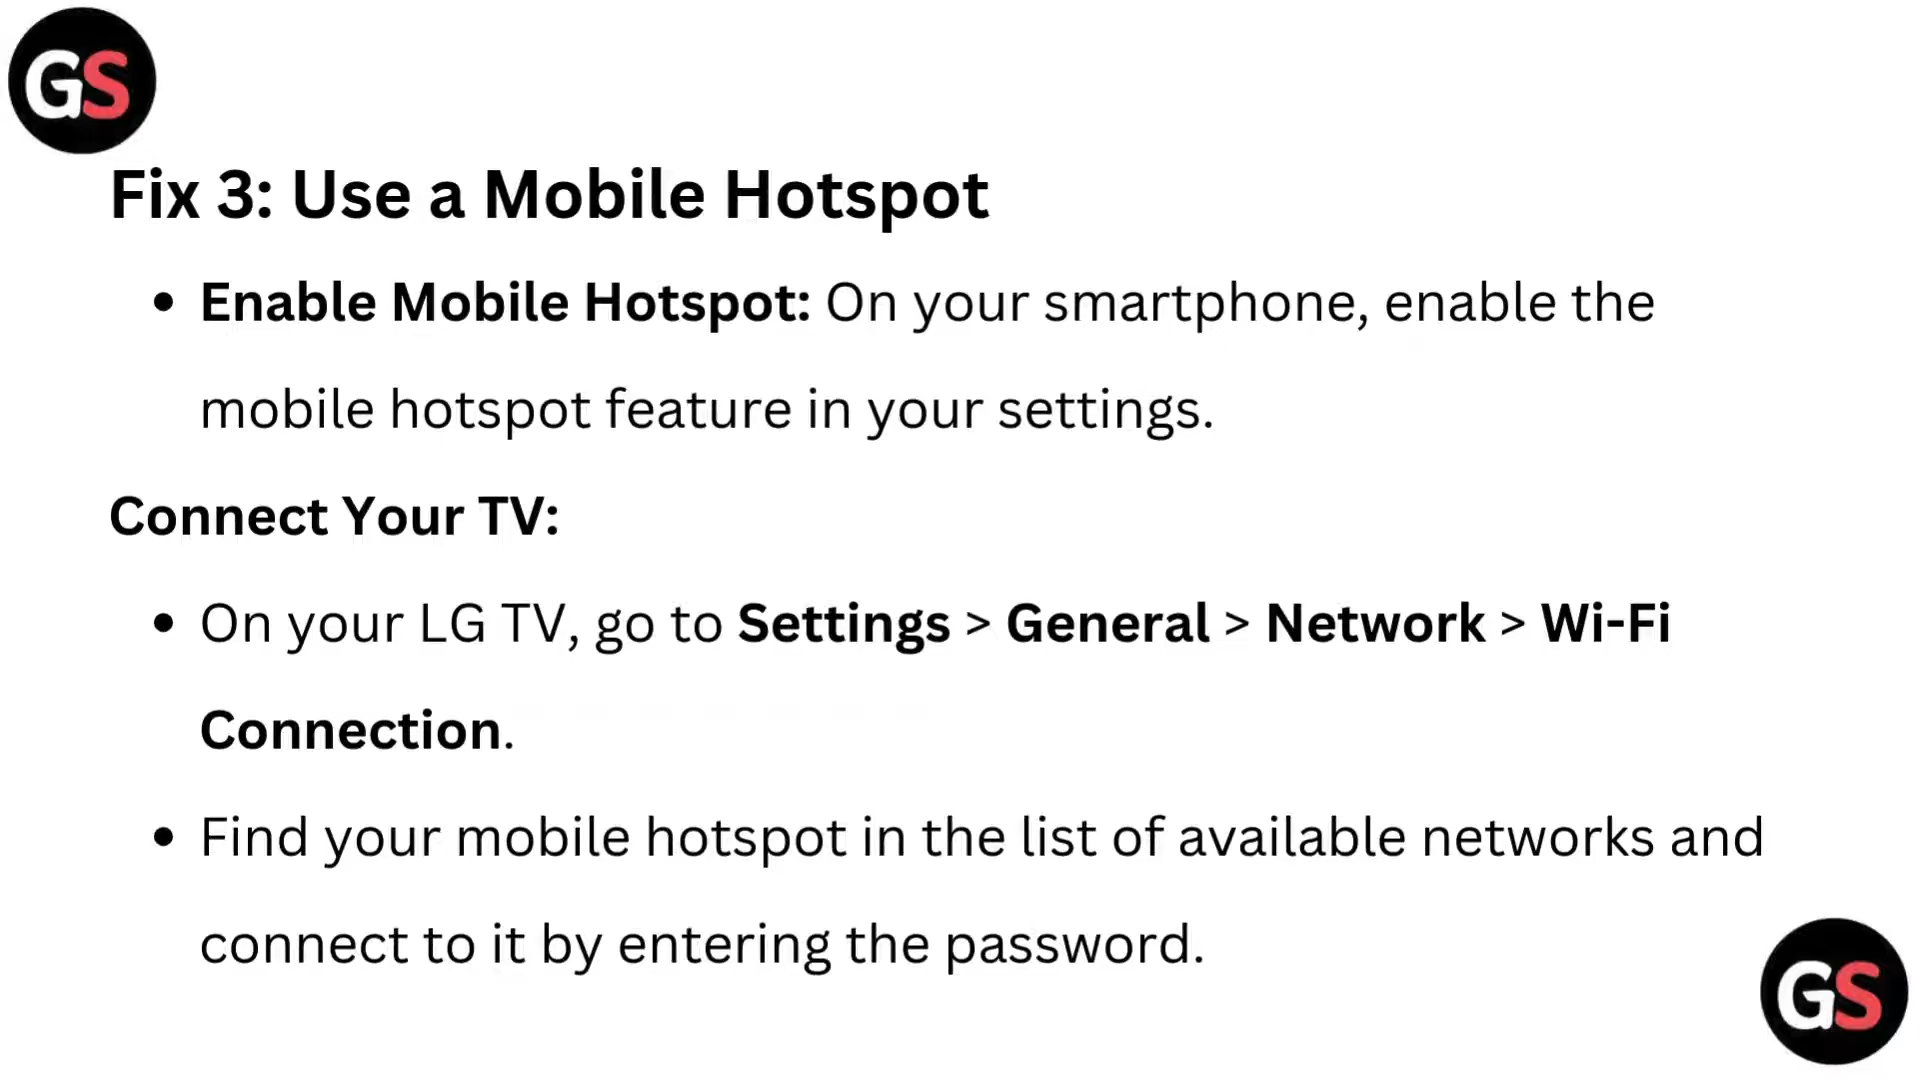 GS
Fix 3: Use a Mobile Hotspot
• Enable Mobile Hotspot: On your smartphone, enable the
mobile hotspot feature in your settings.
Connect Your TV:
• On your LG TV, go to Settings > General > Network > Wi-Fi
Connection.
• Find your mobile hotspot in the list of available networks and
connect to it by entering the password.
GS